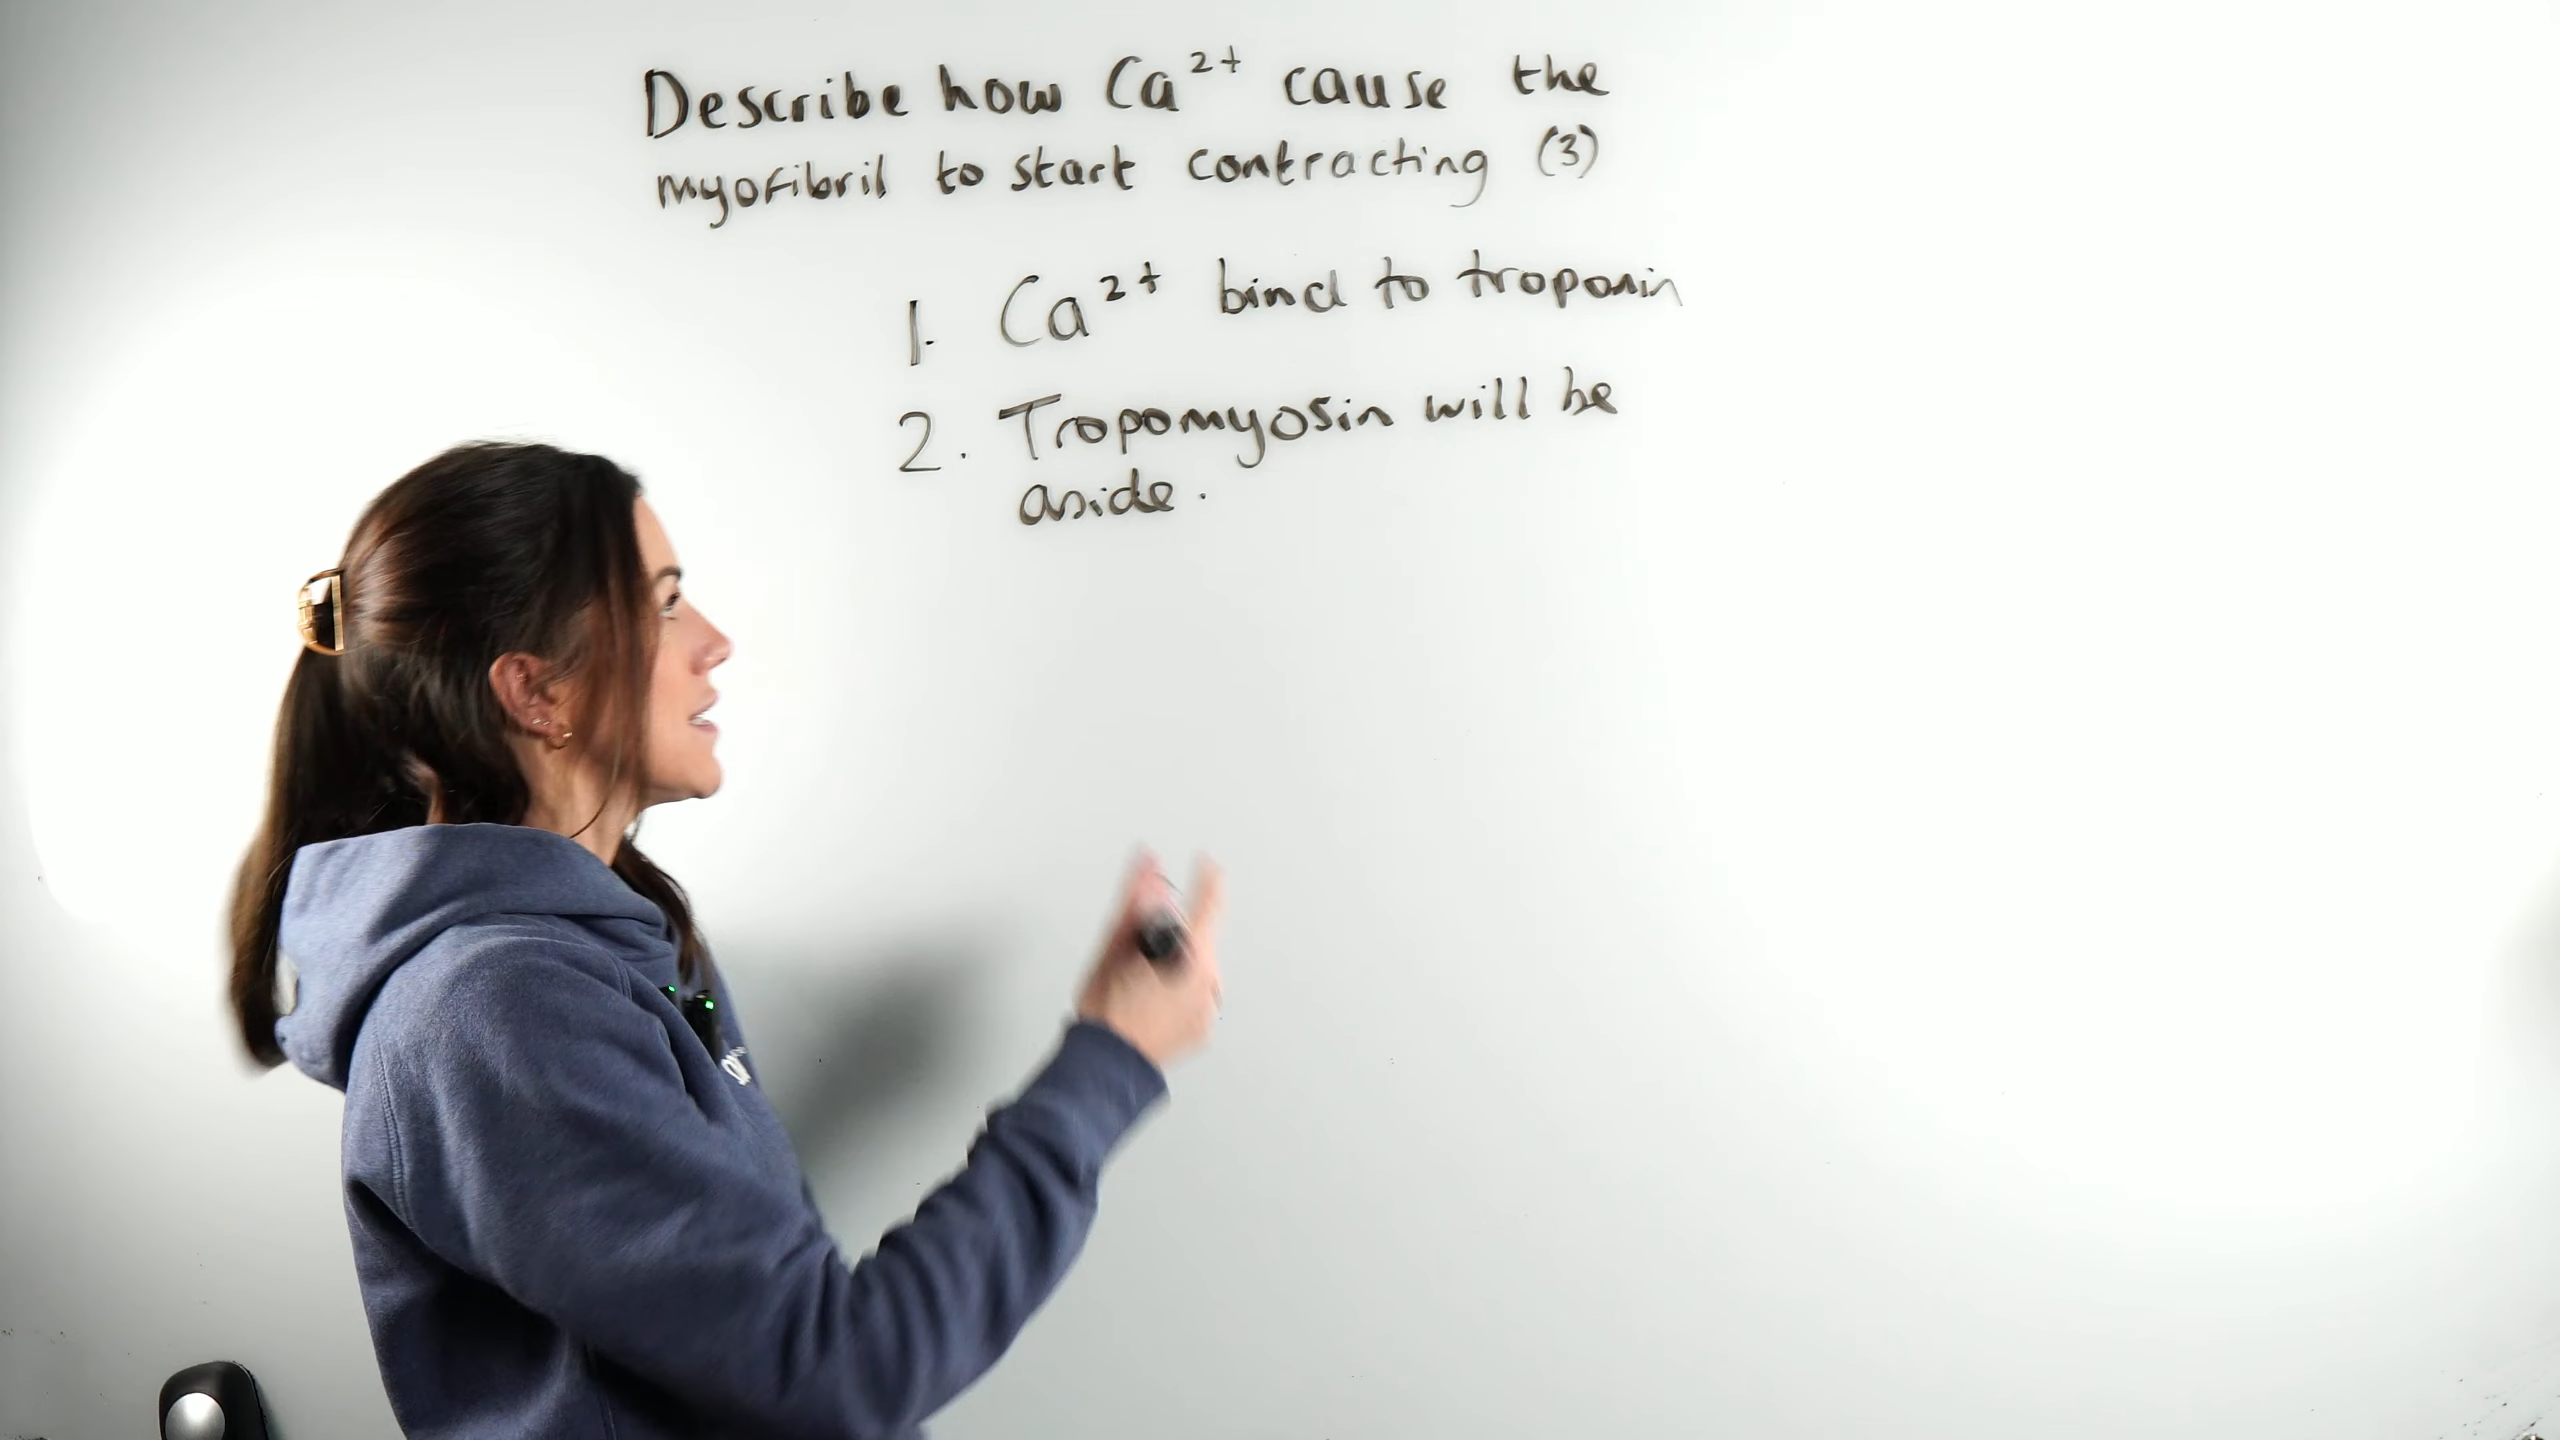 Describe how Ca²⁺ cause the
myofibril to start contracting (3)
1. Ca²⁺ bind to troponin
2. Tropomyosin will be
aside.